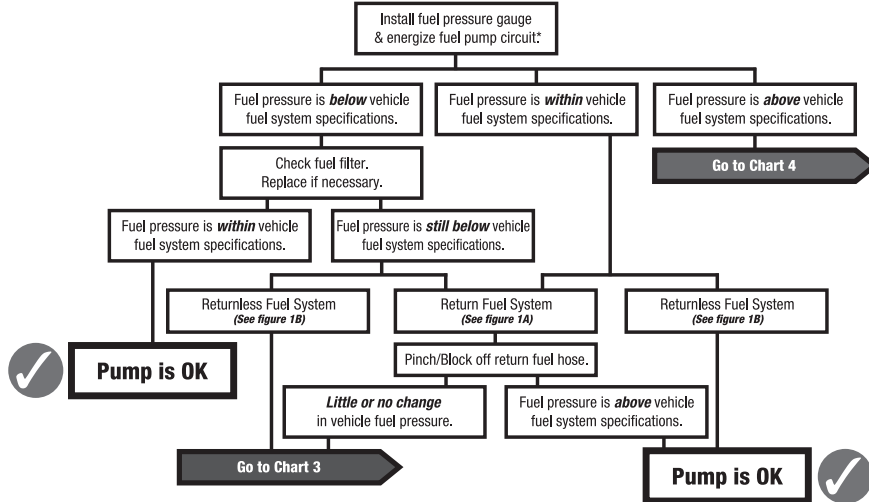 Install fuel pressure gauge
& energize fuel pump circuit.*
Fuel pressure is below vehicle
fuel system specifications.
Fuel pressure is within vehicle
fuel system specifications.
Fuel pressure is above vehicle
fuel system specifications.
Check fuel filter.
Replace if necessary.
Go to Chart 4
Fuel pressure is within vehicle
fuel system specifications.
Fuel pressure is still below vehicle
fuel system specifications.
Returnless Fuel System
(See figure 1B)
Return Fuel System
(See figure 1A)
Returnless Fuel System
(See figure 1B)
Pump is OK
Pinch/Block off return fuel hose.
Little or no change
in vehicle fuel pressure.
Fuel pressure is above vehicle
fuel system specifications.
Go to Chart 3
Pump is OK